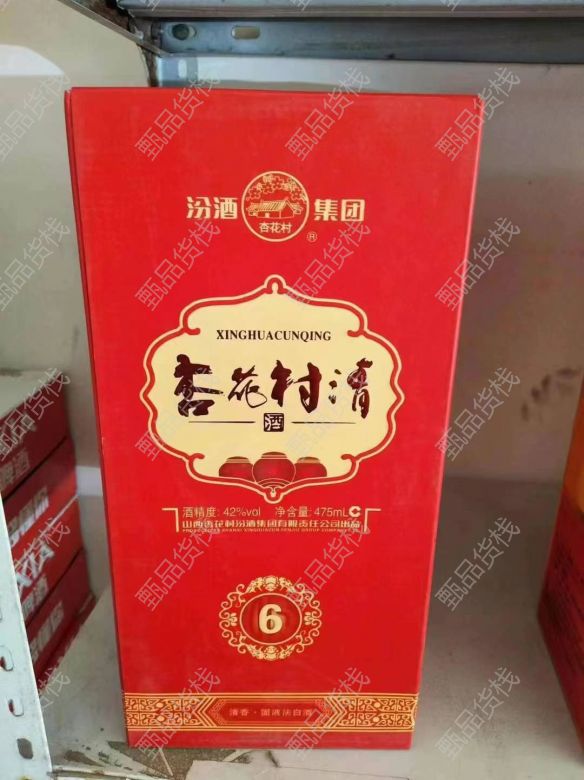 汾酒 集团
杏花村
®
XINGHUACUNQING
杏花村清
酒
酒精度: 42%vol 净含量: 475mL
山西杏花村汾酒集团有限责任公司出品
6
清香·固液法白酒
甄品货栈